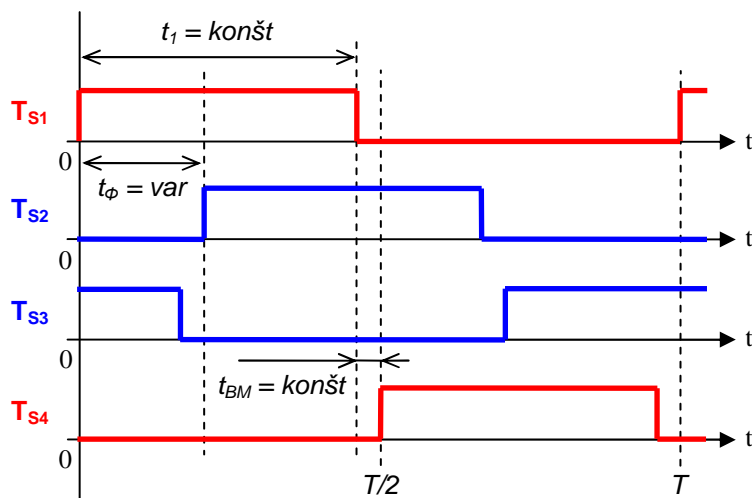 t1 = konšt
TS1
t
0
tΦ = var
TS2
t
0
TS3
t
0
tBM = konšt
TS4
t
0
T/2
T